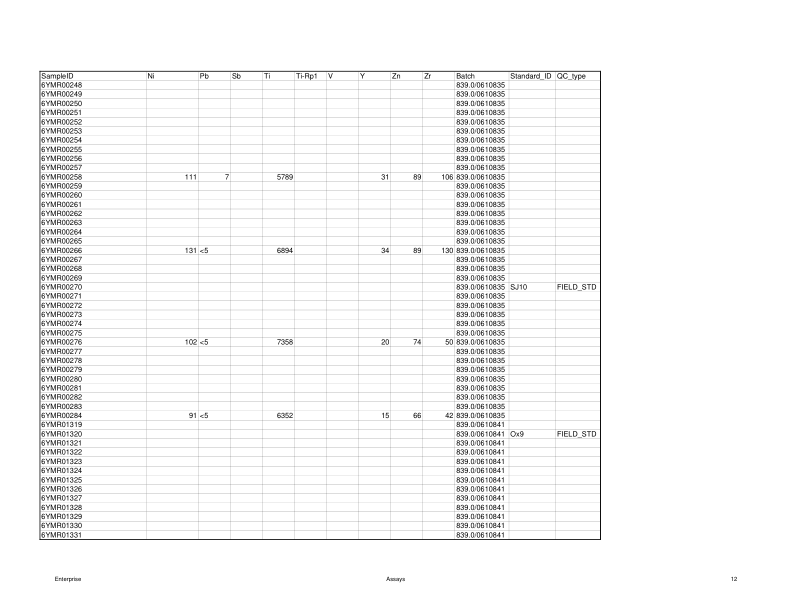 SampleID Ni Pb Sb Ti Ti-Rp1 V Y Zn Zr Batch Standard_ID QC_type
6YMR00248 839.0/0610835
6YMR00249 839.0/0610835
6YMR00250 839.0/0610835
6YMR00251 839.0/0610835
6YMR00252 839.0/0610835
6YMR00253 839.0/0610835
6YMR00254 839.0/0610835
6YMR00255 839.0/0610835
6YMR00256 839.0/0610835
6YMR00257 839.0/0610835
6YMR00258 111 7 5789 31 89 106 839.0/0610835
6YMR00259 839.0/0610835
6YMR00260 839.0/0610835
6YMR00261 839.0/0610835
6YMR00262 839.0/0610835
6YMR00263 839.0/0610835
6YMR00264 839.0/0610835
6YMR00265 839.0/0610835
6YMR00266 131 <5 6894 34 89 130 839.0/0610835
6YMR00267 839.0/0610835
6YMR00268 839.0/0610835
6YMR00269 839.0/0610835
6YMR00270 839.0/0610835 SJ10 FIELD_STD
6YMR00271 839.0/0610835
6YMR00272 839.0/0610835
6YMR00273 839.0/0610835
6YMR00274 839.0/0610835
6YMR00275 839.0/0610835
6YMR00276 102 <5 7358 20 74 50 839.0/0610835
6YMR00277 839.0/0610835
6YMR00278 839.0/0610835
6YMR00279 839.0/0610835
6YMR00280 839.0/0610835
6YMR00281 839.0/0610835
6YMR00282 839.0/0610835
6YMR00283 839.0/0610835
6YMR00284 91 <5 6352 15 66 42 839.0/0610835
6YMR01319 839.0/0610841
6YMR01320 839.0/0610841 Ox9 FIELD_STD
6YMR01321 839.0/0610841
6YMR01322 839.0/0610841
6YMR01323 839.0/0610841
6YMR01324 839.0/0610841
6YMR01325 839.0/0610841
6YMR01326 839.0/0610841
6YMR01327 839.0/0610841
6YMR01328 839.0/0610841
6YMR01329 839.0/0610841
6YMR01330 839.0/0610841
6YMR01331 839.0/0610841
Enterprise Assays 12